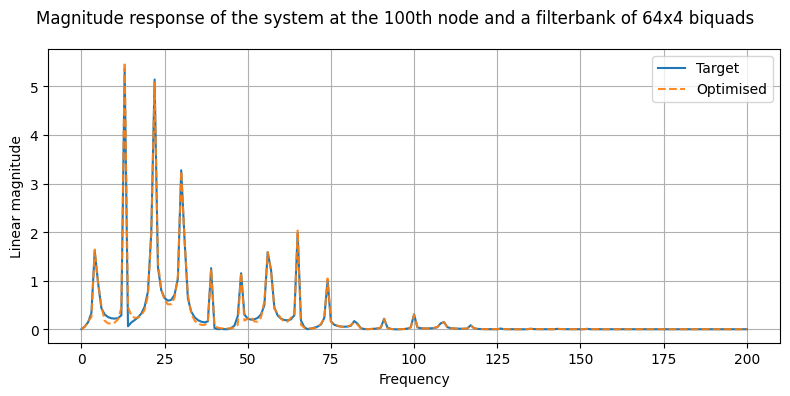 Magnitude response of the system at the 100th node and a filterbank of 64x4 biquads
Target
Optimised
Linear magnitude
5
4
3
2
1
0
0 25 50 75 100 125 150 175 200
Frequency